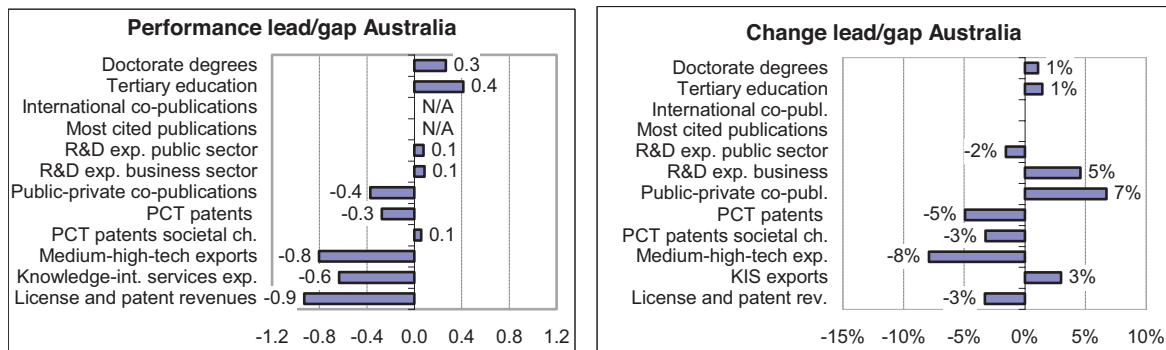 Performance lead/gap Australia
Doctorate degrees 0.3
Tertiary education 0.4
International co-publications N/A
Most cited publications N/A
R&D exp. public sector 0.1
R&D exp. business sector 0.1
Public-private co-publications -0.4
PCT patents -0.3
PCT patents societal ch. 0.1
Medium-high-tech exports -0.8
Knowledge-int. services exp. -0.6
License and patent revenues -0.9
-1.2 -0.8 -0.4 0.0 0.4 0.8 1.2
Change lead/gap Australia
Doctorate degrees 1%
Tertiary education 1%
International co-publ.
Most cited publications
R&D exp. public sector -2%
R&D exp. business 5%
Public-private co-publ. 7%
PCT patents -5%
PCT patents societal ch. -3%
Medium-high-tech exp. -8%
KIS exports 3%
License and patent rev. -3%
-15% -10% -5% 0% 5% 10%